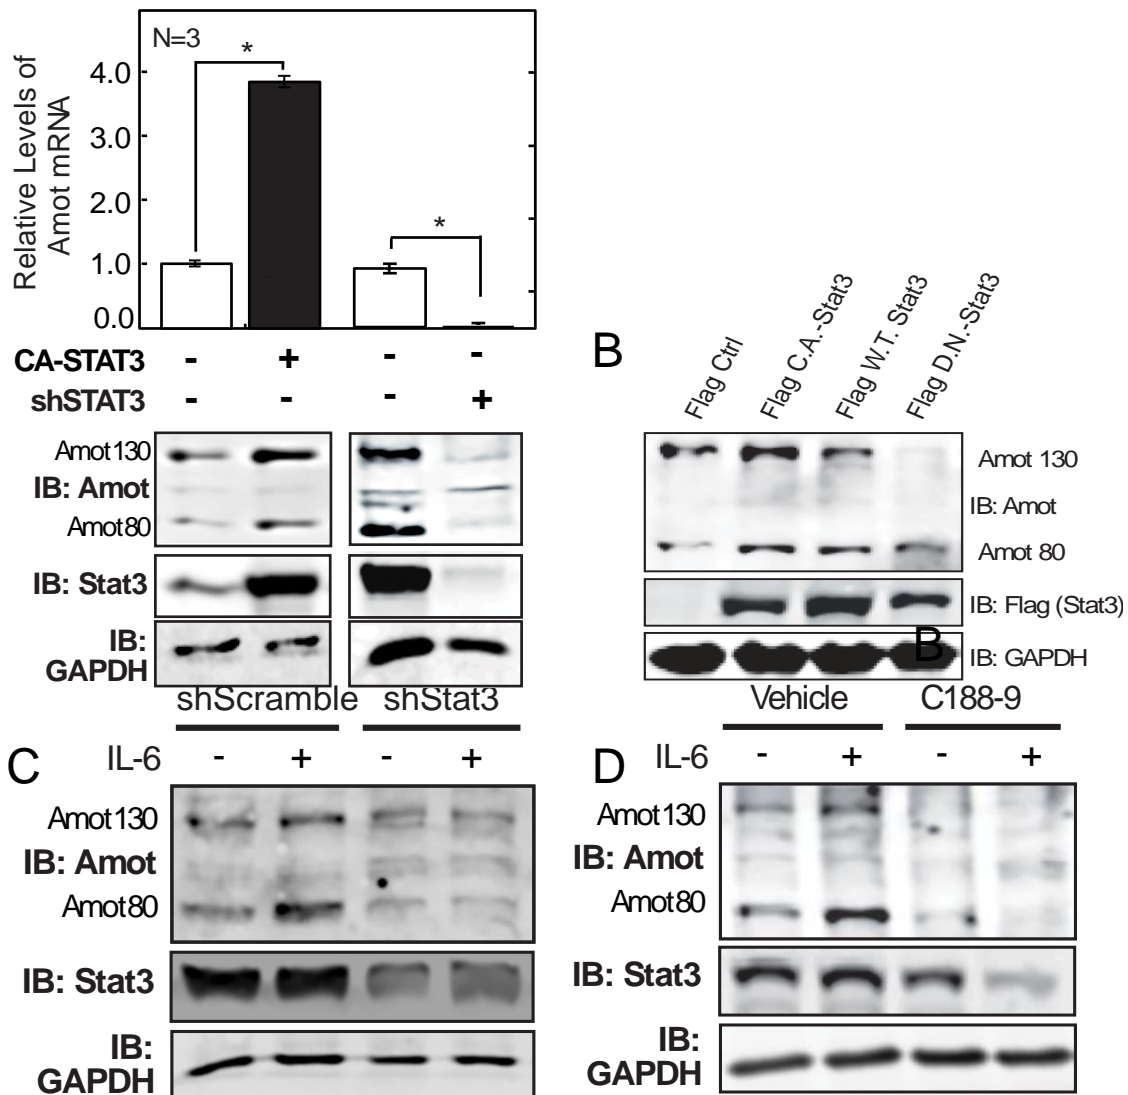 N=3
*
*
Relative Levels of
Amot mRNA
4.0
3.0
2.0
1.0
0.0
CA-STAT3 - + - -
shSTAT3 - - - +
Amot130
IB: Amot
Amot80
IB: Stat3
IB:
GAPDH
B
Flag Ctrl
Flag C.A.-Stat3
Flag W.T. Stat3
Flag D.N.-Stat3
Amot 130
IB: Amot
Amot 80
IB: Flag (Stat3)
B
IB: GAPDH
shScramble shStat3
C
IL-6 - + - +
Amot130
IB: Amot
Amot80
IB: Stat3
IB:
GAPDH
Vehicle C188-9
D
IL-6 - + - +
Amot130
IB: Amot
Amot80
IB: Stat3
IB:
GAPDH